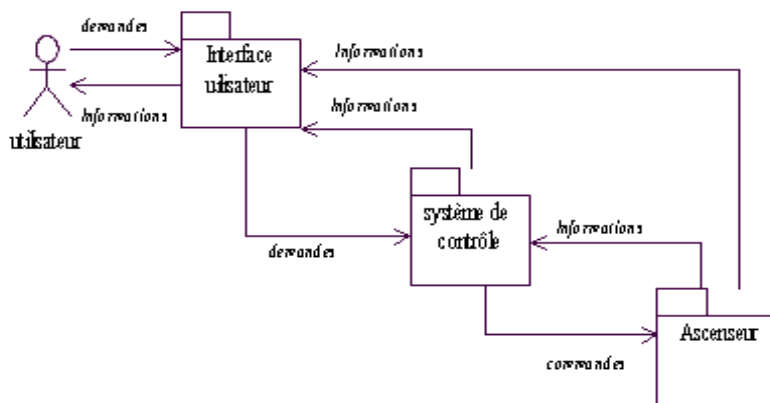 demandes
Interface
utilisateur
Informations
Informations
Informations
utilisateur
système de
contrôle
Informations
demandes
Ascenseur
commandes